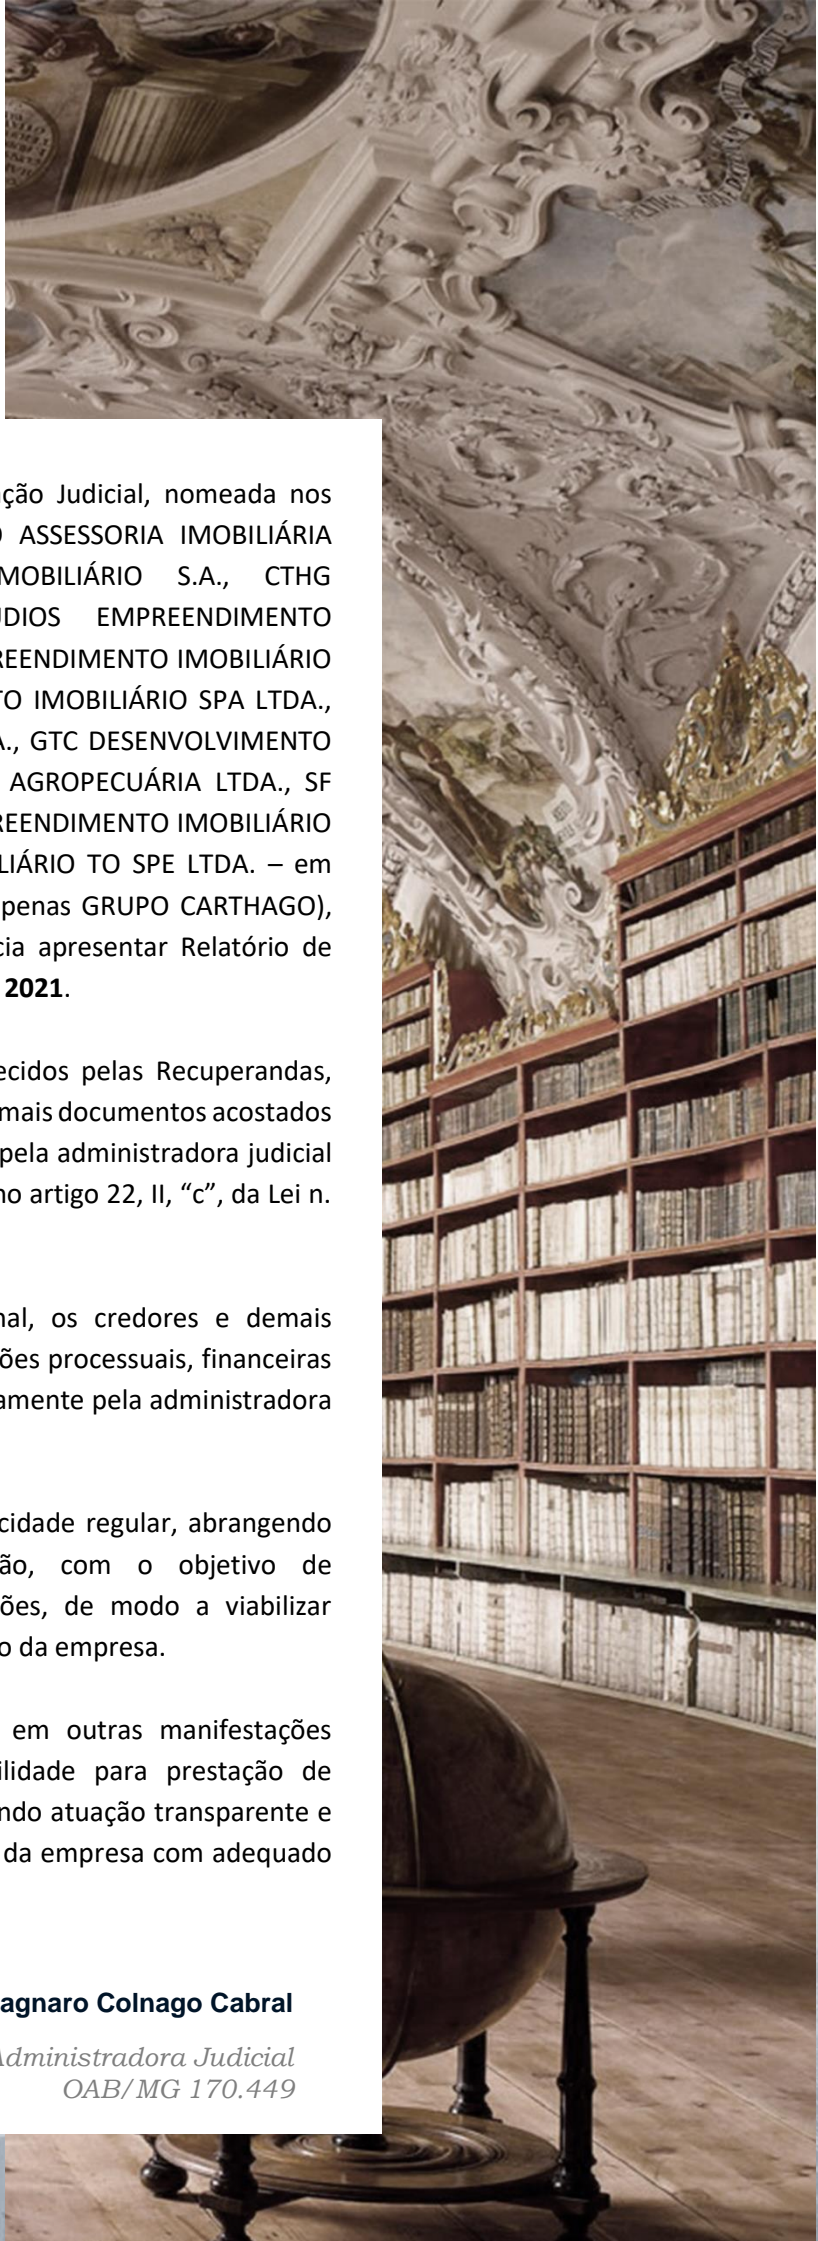 ção Judicial, nomeada nos
O ASSESSORIA IMOBILIÁRIA
MOBILIÁRIO S.A., CTHG
DIOS EMPREENDIMENTO
REENDIMENTO IMOBILIÁRIO
TO IMOBILIÁRIO SPA LTDA.,
A., GTC DESENVOLVIMENTO
AGROPECUÁRIA LTDA., SF
REENDIMENTO IMOBILIÁRIO
LIÁRIO TO SPE LTDA. – em
penas GRUPO CARTHAGO),
cia apresentar Relatório de
2021.
ecidos pelas Recuperandas,
mais documentos acostados
pela administradora judicial
no artigo 22, II, “c”, da Lei n.
nal, os credores e demais
ões processuais, financeiras
amente pela administradora
cidade regular, abrangendo
ão, com o objetivo de
ões, de modo a viabilizar
o da empresa.
em outras manifestações
ilidade para prestação de
ndo atuação transparente e
da empresa com adequado
agnaro Colnago Cabral
Administradora Judicial
OAB/MG 170.449